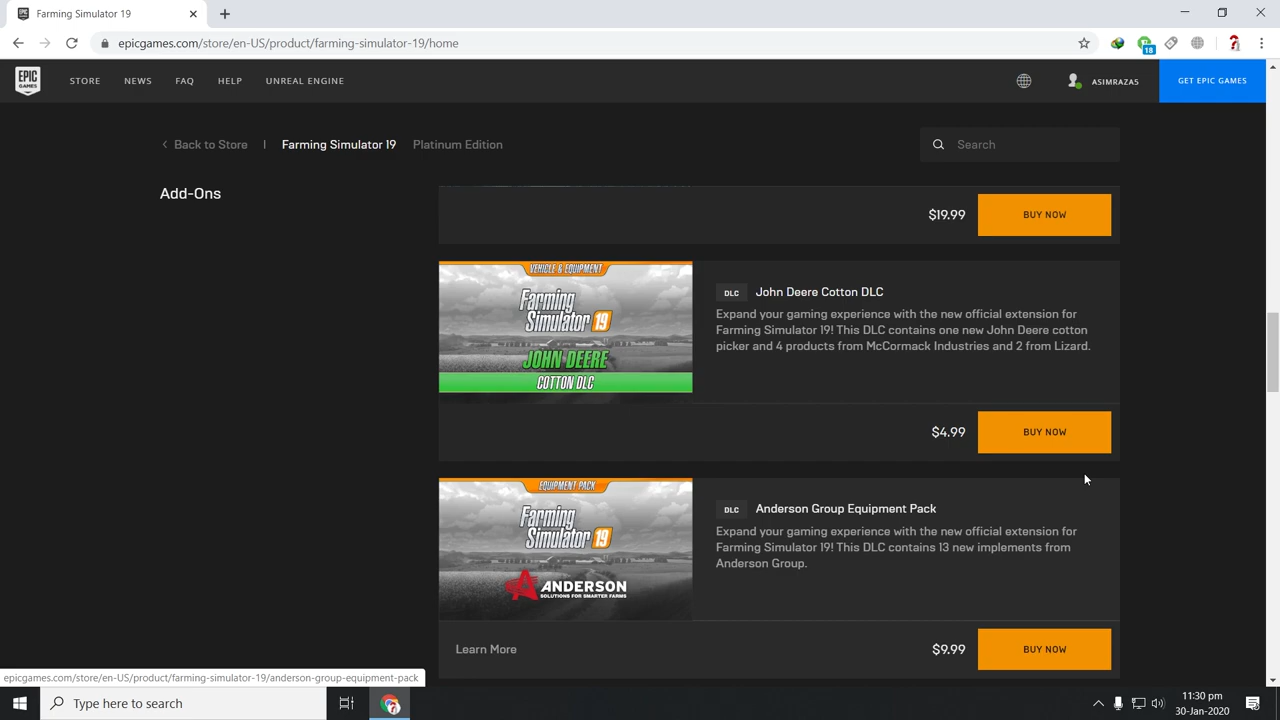 Farming Simulator 19
epicgames.com/store/en-US/product/farming-simulator-19/home
18
EPIC GAMES
STORE
NEWS
FAQ
HELP
UNREAL ENGINE
ASIMRAZA5
GET EPIC GAMES
Back to Store
Farming Simulator 19
Platinum Edition
Search
Add-Ons
$19.99
BUY NOW
VEHICLE & EQUIPMENT
Farming
Simulator 19
JOHN DEERE
COTTON DLC
DLC John Deere Cotton DLC
Expand your gaming experience with the new official extension for
Farming Simulator 19! This DLC contains one new John Deere cotton
picker and 4 products from McCormack Industries and 2 from Lizard.
$4.99
BUY NOW
EQUIPMENT PACK
Farming
Simulator 19
ANDERSON
SOLUTIONS FOR SMARTER FARMS
DLC Anderson Group Equipment Pack
Expand your gaming experience with the new official extension for
Farming Simulator 19! This DLC contains 13 new implements from
Anderson Group.
Learn More
$9.99
BUY NOW
epicgames.com/store/en-US/product/farming-simulator-19/anderson-group-equipment-pack
Type here to search
11:30 pm
30-Jan-2020